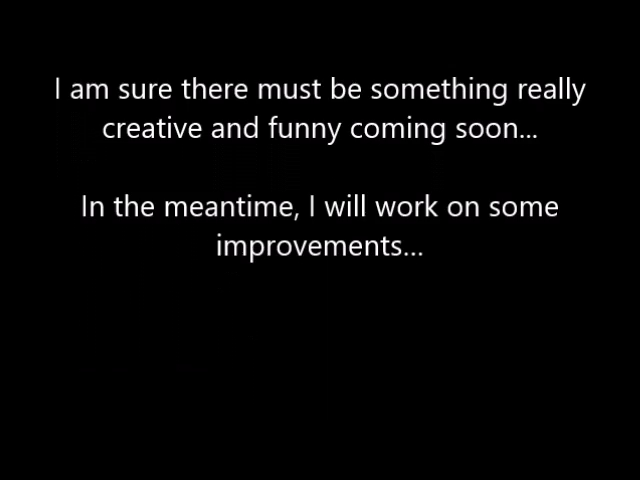 I am sure there must be something really
creative and funny coming soon...
In the meantime, I will work on some
improvements...